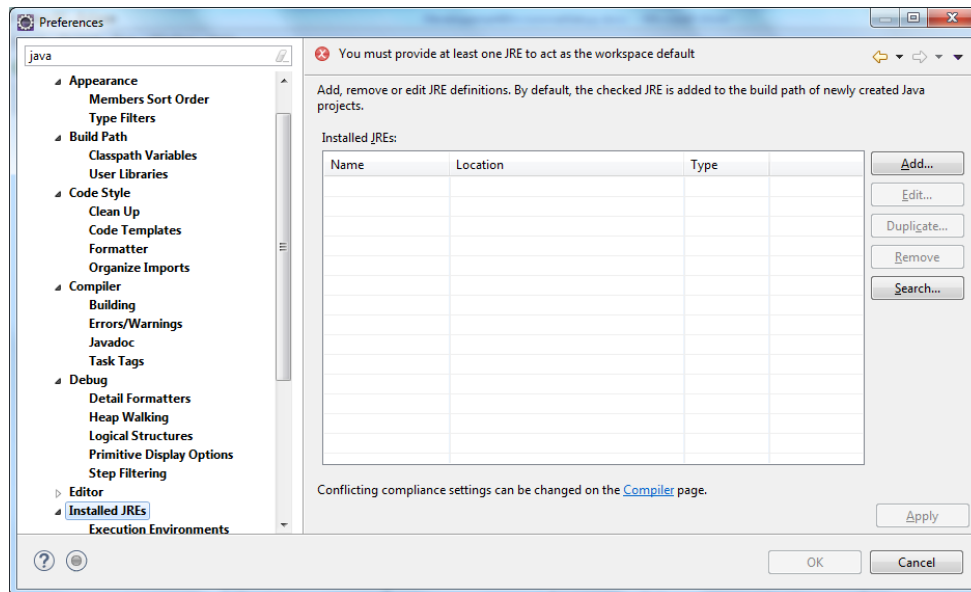 Preferences
java
You must provide at least one JRE to act as the workspace default
Appearance
Members Sort Order
Type Filters
Build Path
Classpath Variables
User Libraries
Code Style
Clean Up
Code Templates
Formatter
Organize Imports
Compiler
Building
Errors/Warnings
Javadoc
Task Tags
Debug
Detail Formatters
Heap Walking
Logical Structures
Primitive Display Options
Step Filtering
Editor
Installed JREs
Execution Environments
Add, remove or edit JRE definitions. By default, the checked JRE is added to the build path of newly created Java
projects.
Installed JREs:
Name Location Type
Add...
Edit...
Duplicate...
Remove
Search...
Conflicting compliance settings can be changed on the Compiler page.
Apply
OK Cancel